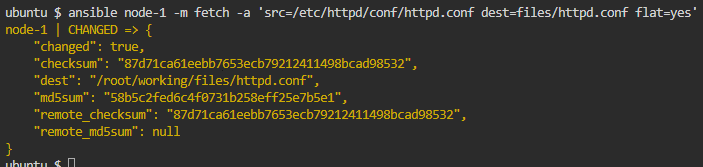 ubuntu $ ansible node-1 -m fetch -a 'src=/etc/httpd/conf/httpd.conf dest=files/httpd.conf flat=yes'
node-1 | CHANGED => {
    "changed": true,
    "checksum": "87d71ca61eebb7653ecb79212411498bcad98532",
    "dest": "/root/working/files/httpd.conf",
    "md5sum": "58b5c2fed6c4f0731b258eff25e7b5e1",
    "remote_checksum": "87d71ca61eebb7653ecb79212411498bcad98532",
    "remote_md5sum": null
}
ubuntu $